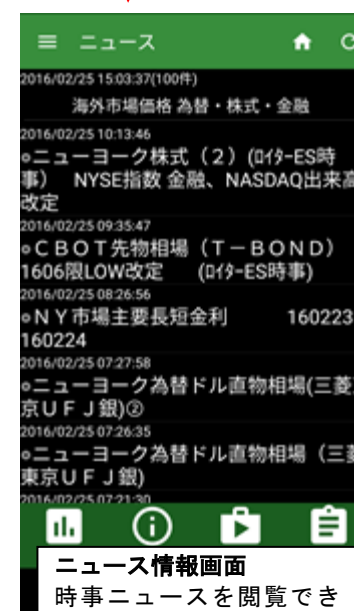 ニュース
2016/02/25 15:03:37(100件)
海外市場価格 為替・株式・金融
2016/02/25 10:13:46
○ニューヨーク株式（２）(ﾛｲﾀｰES時
事)　NYSE指数 金融、NASDAQ出来高
改定
2016/02/25 09:35:47
○ＣＢＯＴ先物相場（Ｔ－ＢＯＮＤ）
1606限LOW改定　(ﾛｲﾀｰES時事)
2016/02/25 08:26:56
○ＮＹ市場主要長短金利　160223
160224
2016/02/25 07:27:58
○ニューヨーク為替ドル直物相場(三菱
京ＵＦＪ銀)②
2016/02/25 07:26:35
○ニューヨーク為替ドル直物相場（三菱
東京ＵＦＪ銀)
2016/02/25 07:21:30
ニュース情報画面
時事ニュースを閲覧でき